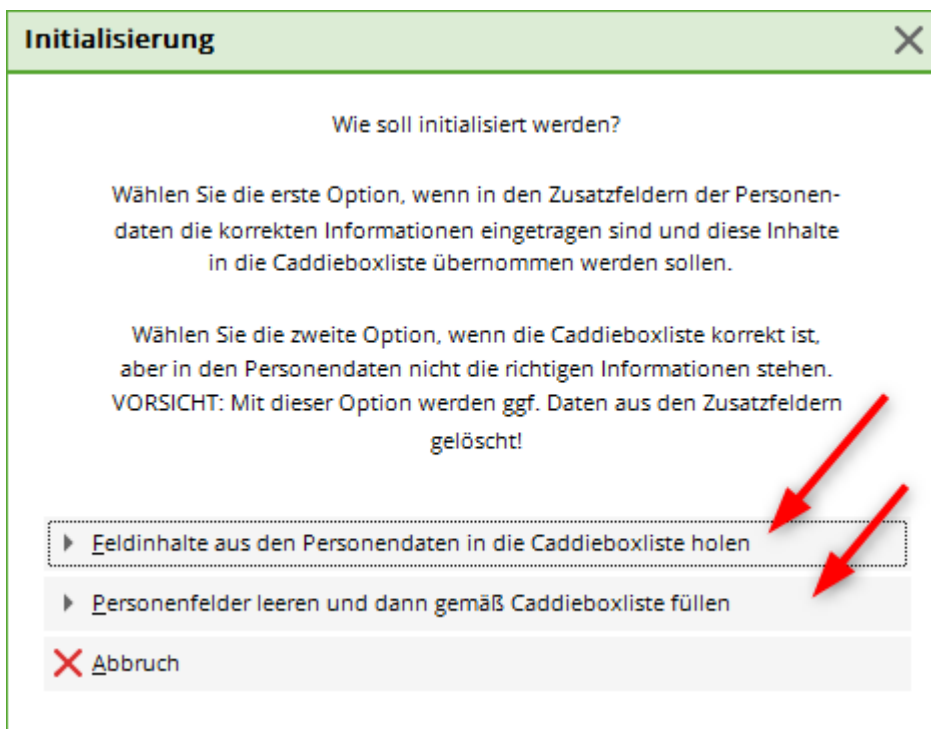 Initialisierung
Wie soll initialisiert werden?
Wählen Sie die erste Option, wenn in den Zusatzfeldern der Personen-
daten die korrekten Informationen eingetragen sind und diese Inhalte
in die Caddieboxliste übernommen werden sollen.
Wählen Sie die zweite Option, wenn die Caddieboxliste korrekt ist,
aber in den Personendaten nicht die richtigen Informationen stehen.
VORSICHT: Mit dieser Option werden ggf. Daten aus den Zusatzfeldern
gelöscht!
Feldinhalte aus den Personendaten in die Caddieboxliste holen
Personenfelder leeren und dann gemäß Caddieboxliste füllen
Abbruch